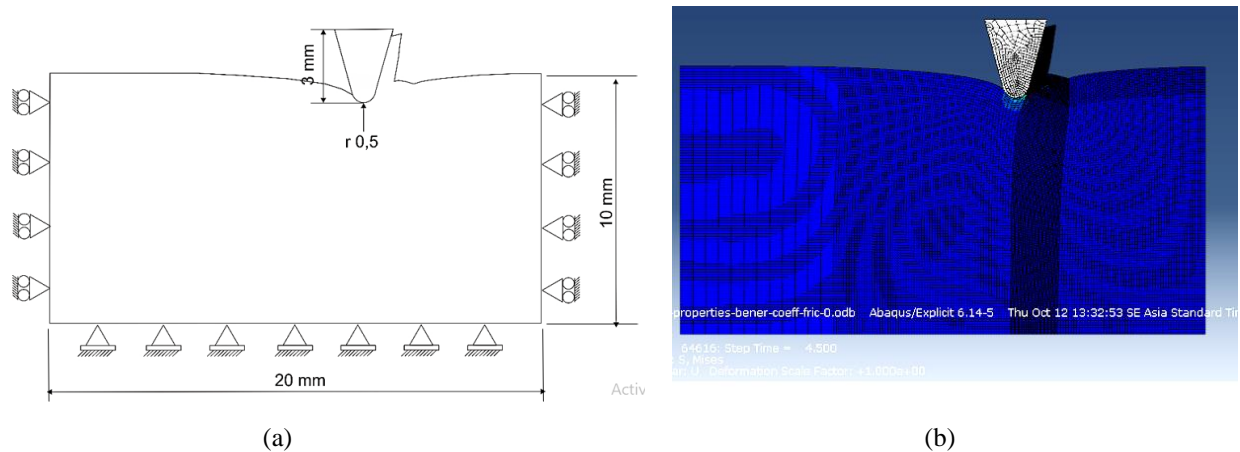 3 mm
r 0,5
10 mm
20 mm
Activ
-properties-bener-coeff-fric-0.odb Abaqus/Explicit 6.14-5 Thu Oct 12 13:32:53 SE Asia Standard Tir
64616: Step Time = 4.500
: S, Mises
ar: U Deformation Scale Factor: +1.000e+00
(a)
(b)